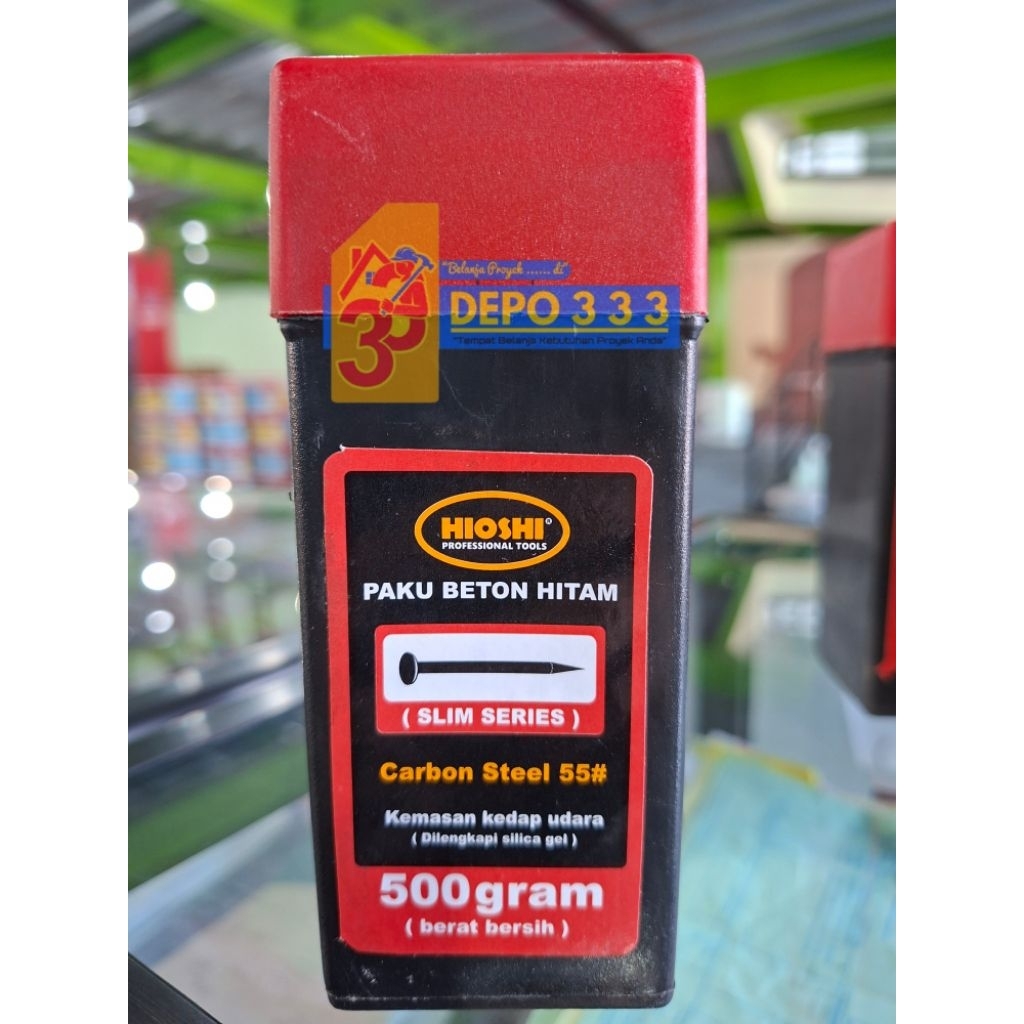 "Belanja Proyek ...... di"
33
DEPO 3 3 3
"Tempat Belanja Kebutuhan Proyek Anda"
HIOSHI®
PROFESSIONAL TOOLS
PAKU BETON HITAM
( SLIM SERIES )
Carbon Steel 55#
Kemasan kedap udara
( Dilengkapi silica gel )
500gram
( berat bersih )